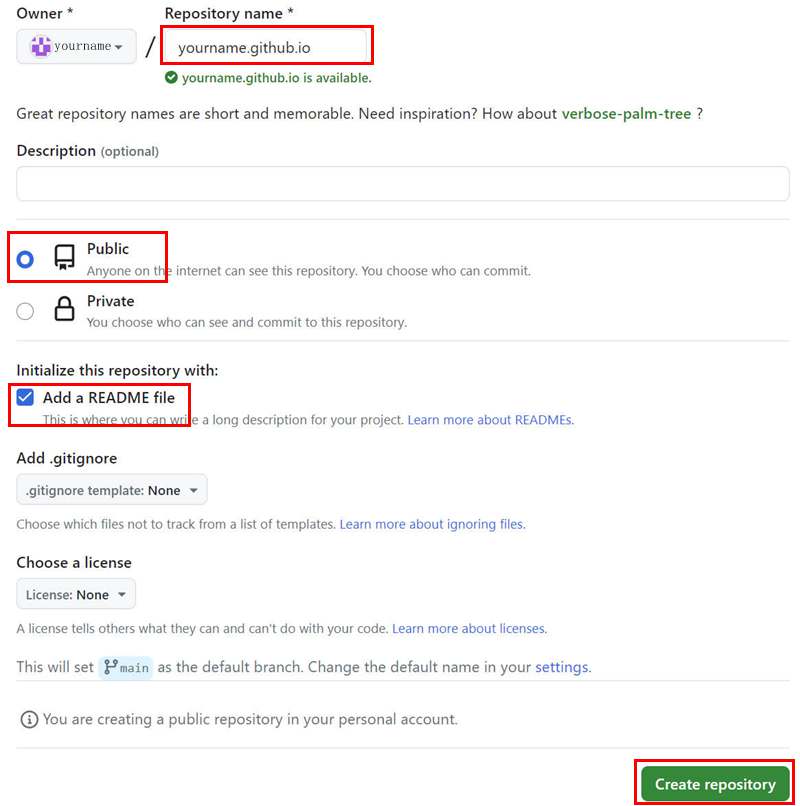 Owner * Repository name *
yourname / yourname.github.io
yourname.github.io is available.
Great repository names are short and memorable. Need inspiration? How about verbose-palm-tree ?
Description (optional)
Public
Anyone on the internet can see this repository. You choose who can commit.
Private
You choose who can see and commit to this repository.
Initialize this repository with:
Add a README file
This is where you can write a long description for your project. Learn more about READMEs.
Add .gitignore
.gitignore template: None
Choose which files not to track from a list of templates. Learn more about ignoring files.
Choose a license
License: None
A license tells others what they can and can't do with your code. Learn more about licenses.
This will set main as the default branch. Change the default name in your settings.
You are creating a public repository in your personal account.
Create repository